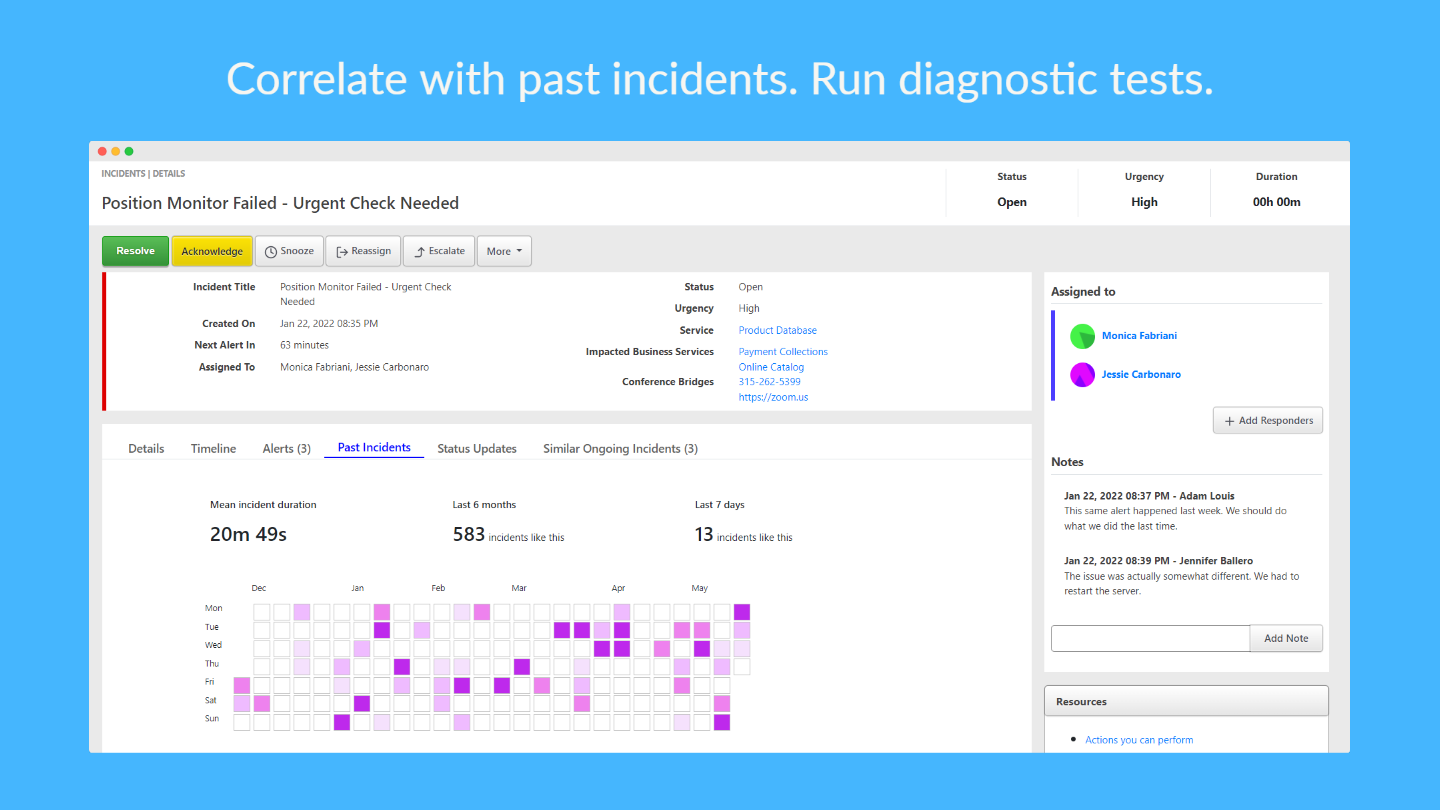 Correlate with past incidents. Run diagnostic tests.
INCIDENTS | DETAILS
Position Monitor Failed - Urgent Check Needed
Status
Open
Urgency
High
Duration
00h 00m
Resolve
Acknowledge
Snooze
Reassign
Escalate
More
Incident Title
Position Monitor Failed - Urgent Check
Needed
Created On
Jan 22, 2022 08:35 PM
Next Alert In
63 minutes
Assigned To
Monica Fabriani, Jessie Carbonaro
Status
Open
Urgency
High
Service
Product Database
Impacted Business Services
Payment Collections
Online Catalog
Conference Bridges
315-262-5399
https://zoom.us
Details
Timeline
Alerts (3)
Past Incidents
Status Updates
Similar Ongoing Incidents (3)
Mean incident duration
20m 49s
Last 6 months
583 incidents like this
Last 7 days
13 incidents like this
Dec
Jan
Feb
Mar
Apr
May
Mon
Tue
Wed
Thu
Fri
Sat
Sun
Assigned to
Monica Fabriani
Jessie Carbonaro
+ Add Responders
Notes
Jan 22, 2022 08:37 PM - Adam Louis
This same alert happened last week. We should do
what we did the last time.
Jan 22, 2022 08:39 PM - Jennifer Ballero
The issue was actually somewhat different. We had to
restart the server.
Add Note
Resources
Actions you can perform